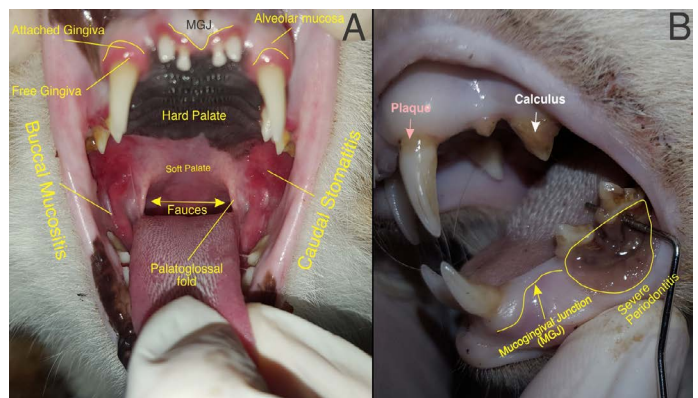 MGJ
Alveolar mucosa
A
Attached Gingiva
Free Gingiva
Hard Palate
Soft Palate
Fauces
Buccal Mucositis
Caudal Stomatitis
Palatoglossal
fold
B
Plaque
Calculus
Mucogingival Junction
(MGJ)
Severe
Periodontitis